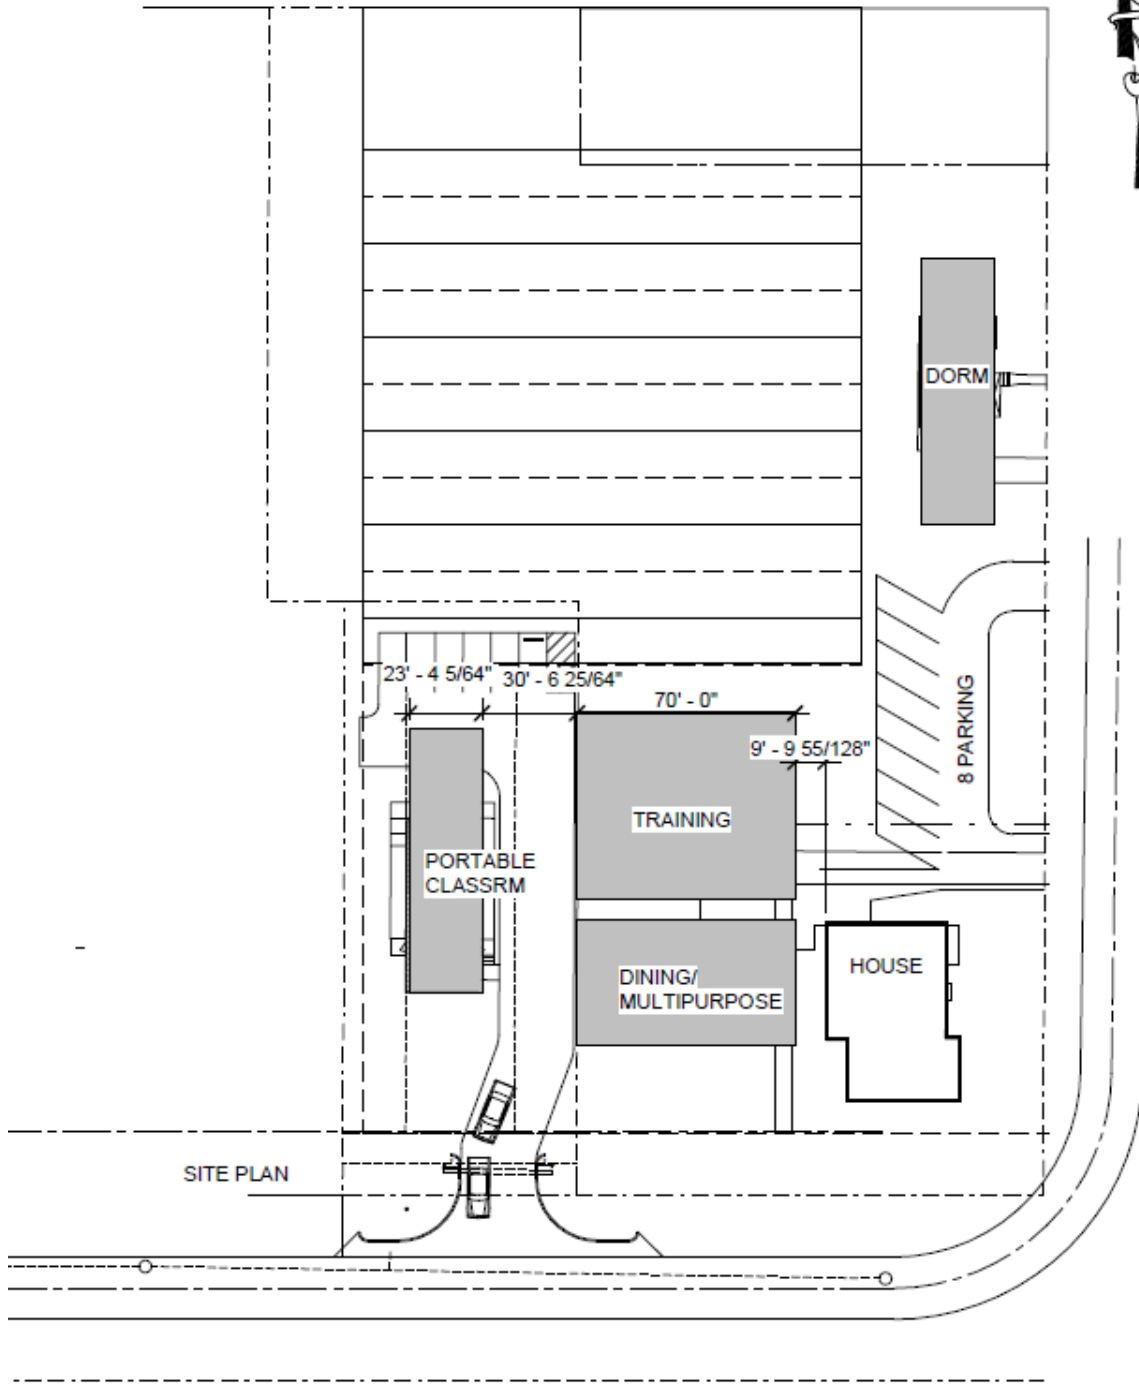 DORM
23' - 4 5/64"
30' - 6 25/64"
70' - 0"
9' - 9 55/128"
8 PARKING
TRAINING
PORTABLE
CLASSRM
DINING/
MULTIPURPOSE
HOUSE
SITE PLAN